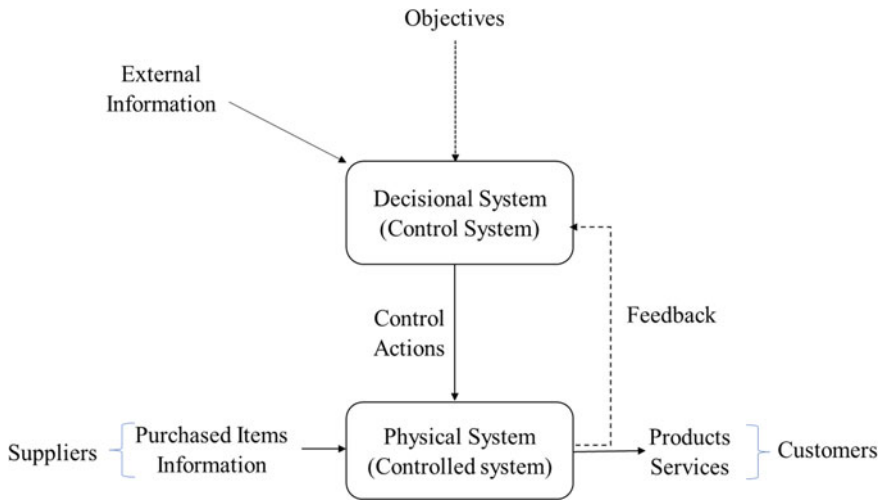 Objectives
External
Information
Decisional System
(Control System)
Control
Actions
Feedback
Suppliers
Purchased Items
Information
Physical System
(Controlled system)
Products
Services
Customers